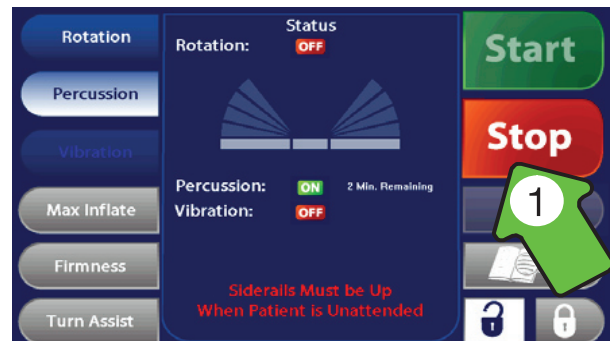 Rotation
Percussion
Vibration
Max Inflate
Firmness
Turn Assist
Status
Rotation: OFF
Percussion: ON 2 Min. Remaining
Vibration: OFF
Siderails Must be Up
When Patient is Unattended
Start
Stop
1